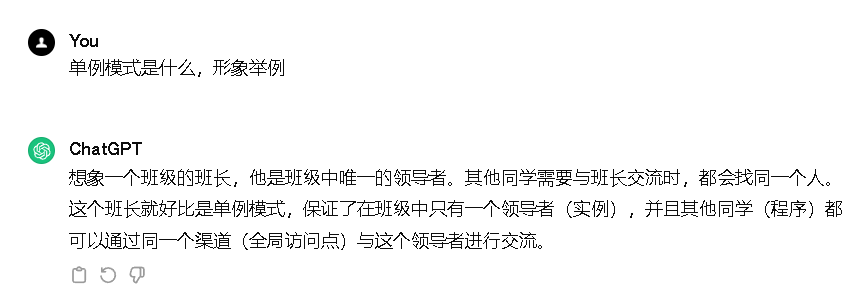 You
单例模式是什么，形象举例
ChatGPT
想象一个班级的班长，他是班级中唯一的领导者。其他同学需要与班长交流时，都会找同一个人。
这个班长就好比是单例模式，保证了在班级中只有一个领导者（实例），并且其他同学（程序）都
可以通过同一个渠道（全局访问点）与这个领导者进行交流。